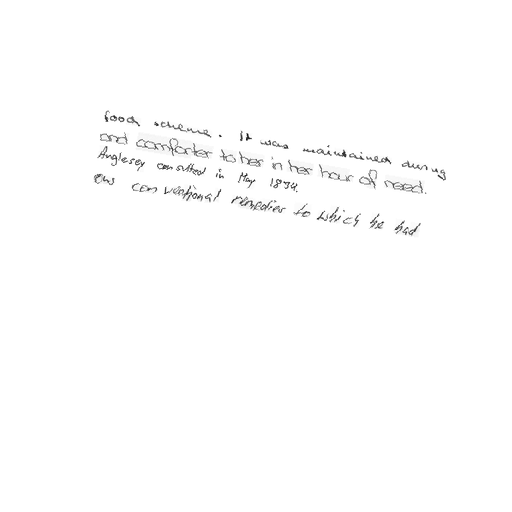 food scheme. It was maintained during
and comforter to her in her hour of need.
Anglesey consulted in May 1834.
ous conventional remedies to which he had